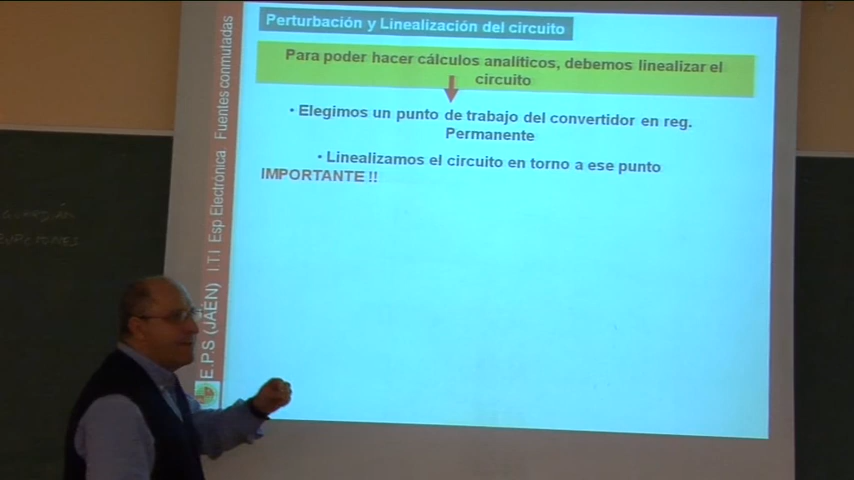 Perturbación y Linealización del circuito
Para poder hacer cálculos analiticos, debemos linealizar el
circuito
• Elegimos un punto de trabajo del convertidor en reg.
Permanente
• Linealizamos el circuito en torno a ese punto
IMPORTANTE !!
E.P.S (JAÉN) I T I Esp Electrónica Fuentes conmutadas